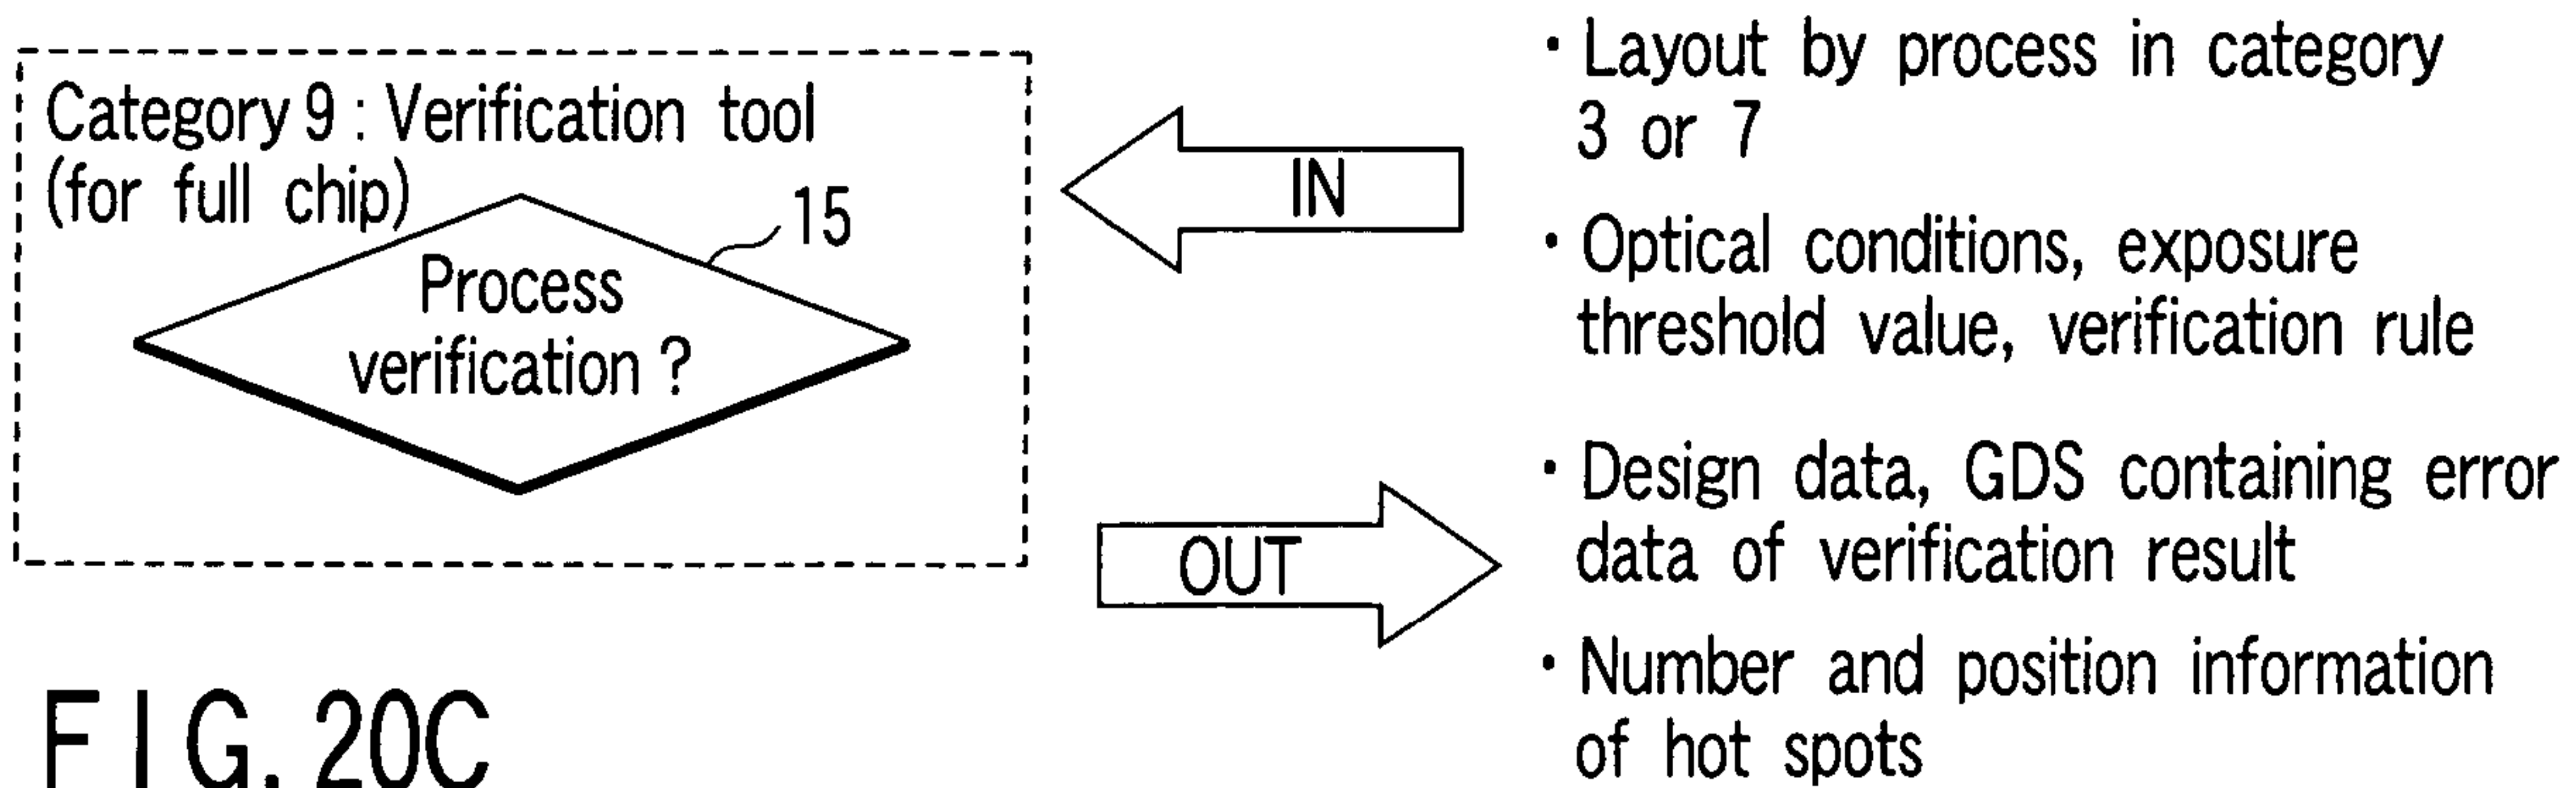 Category 9 : Verification tool
(for full chip)
15
Process
verification ?
IN
· Layout by process in category
3 or 7
· Optical conditions, exposure
threshold value, verification rule
OUT
· Design data, GDS containing error
data of verification result
· Number and position information
of hot spots
FIG. 20C